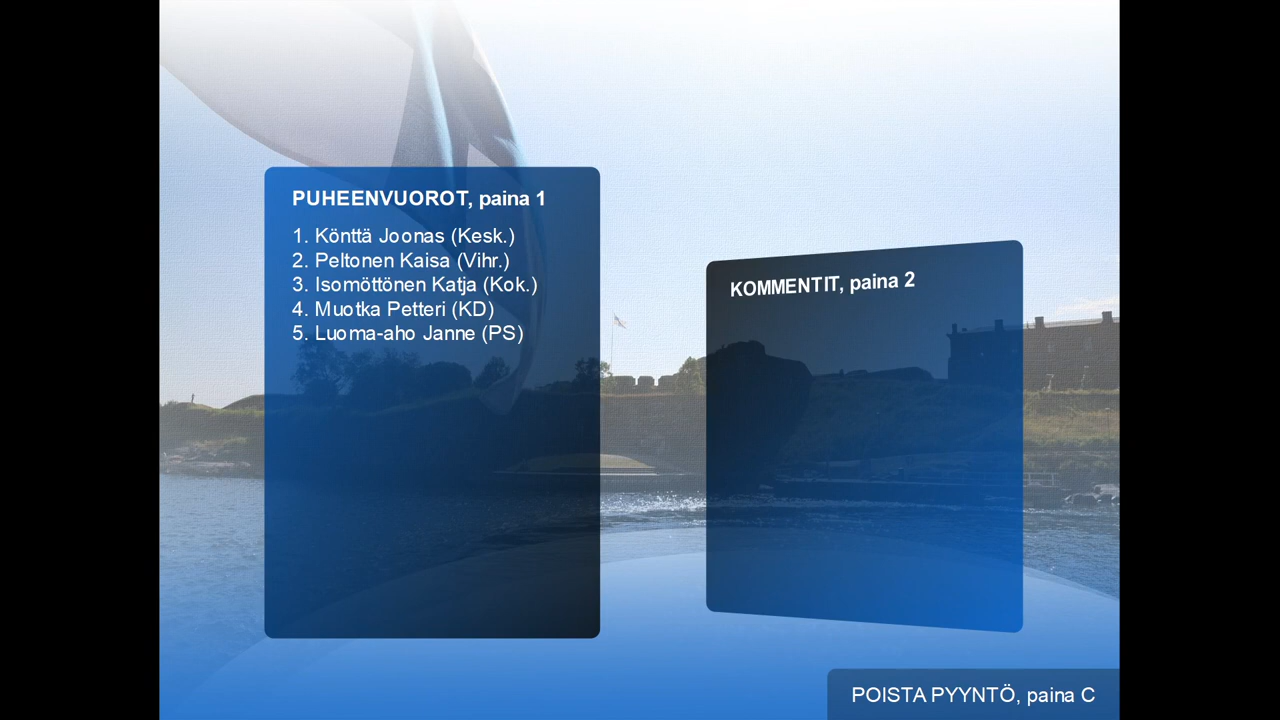 PUHEENVUOROT, paina 1
1. Könttä Joonas (Kesk.)
2. Peltonen Kaisa (Vihr.)
3. Isomöttönen Katja (Kok.)
4. Muotka Petteri (KD)
5. Luoma-aho Janne (PS)
KOMMENTIT, paina 2
POISTA PYYNTÖ, paina C